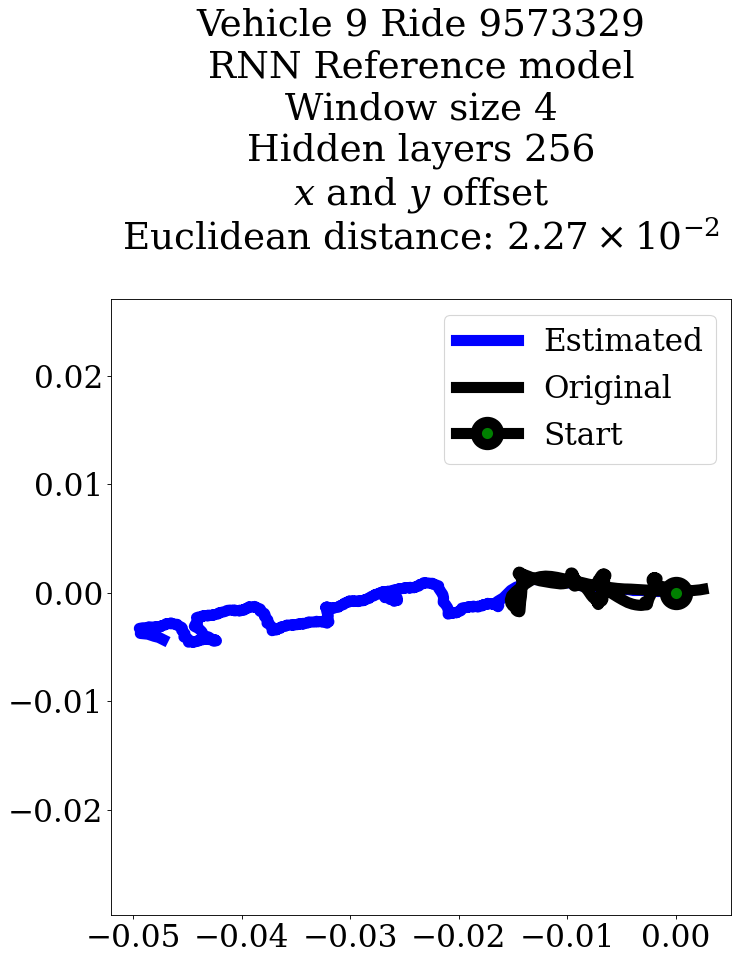 Vehicle 9 Ride 9573329
RNN Reference model
Window size 4
Hidden layers 256
x and y offset
Euclidean distance: 2.27 × 10⁻²
Estimated
Original
Start
0.02
0.01
0.00
−0.01
−0.02
−0.05 −0.04 −0.03 −0.02 −0.01 0.00